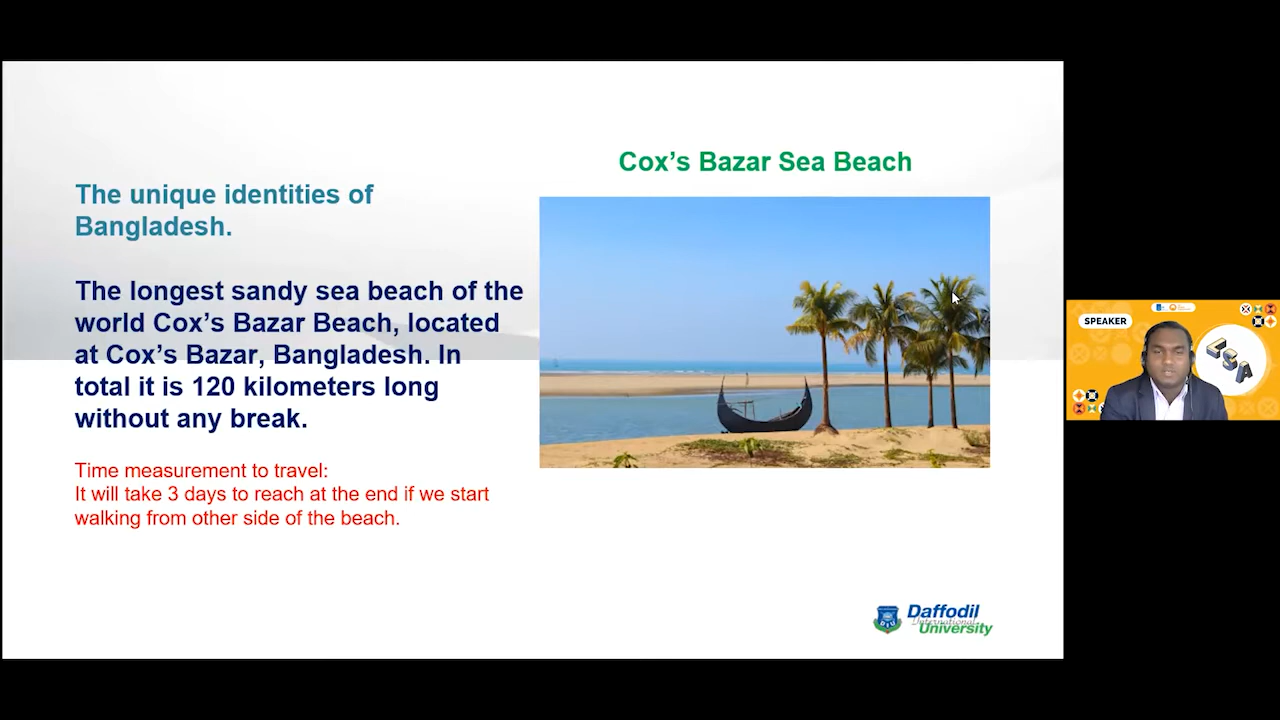 Cox’s Bazar Sea Beach
The unique identities of
Bangladesh.
The longest sandy sea beach of the
world Cox’s Bazar Beach, located
at Cox’s Bazar, Bangladesh. In
total it is 120 kilometers long
without any break.
Time measurement to travel:
It will take 3 days to reach at the end if we start
walking from other side of the beach.
Daffodil
International
University
SPEAKER
LSA